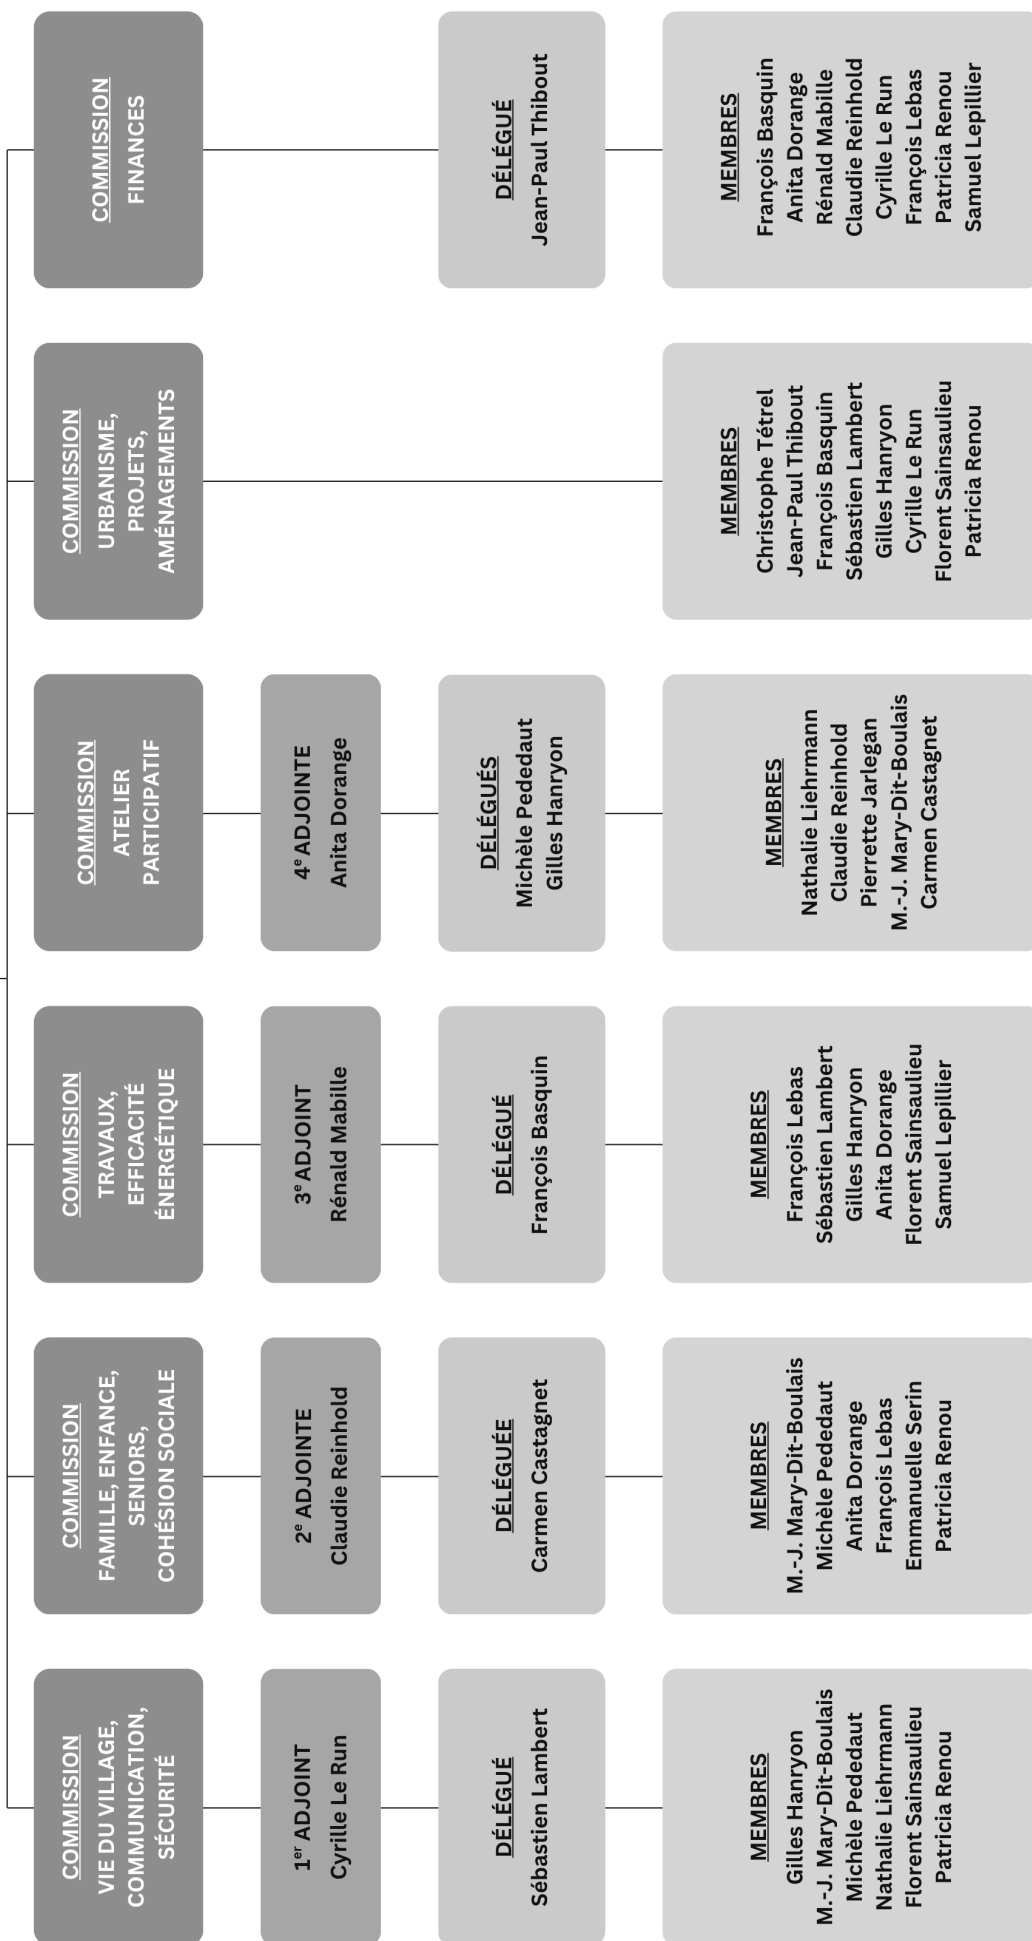 COMMISSION
VIE DU VILLAGE,
COMMUNICATION,
SÉCURITÉ
1er ADJOINT
Cyrille Le Run
DÉLÉGUÉ
Sébastien Lambert
MEMBRES
Gilles Hanryon
M.-J. Mary-Dit-Boulais
Michèle Pededaut
Nathalie Liehrmann
Florent Sainsaulieu
Patricia Renou
COMMISSION
FAMILLE, ENFANCE,
SENIORS,
COHÉSION SOCIALE
2e ADJOINTE
Claudie Reinhold
DÉLÉGUÉE
Carmen Castagnet
MEMBRES
M.-J. Mary-Dit-Boulais
Michèle Pededaut
Anita Dorange
François Lebas
Emmanuelle Serin
Patricia Renou
COMMISSION
TRAVAUX,
EFFICACITÉ
ÉNERGÉTIQUE
3e ADJOINT
Rénald Mabille
DÉLÉGUÉ
François Basquin
MEMBRES
François Lebas
Sébastien Lambert
Gilles Hanryon
Anita Dorange
Florent Sainsaulieu
Samuel Lepillier
COMMISSION
ATELIER
PARTICIPATIF
4e ADJOINTE
Anita Dorange
DÉLÉGUÉS
Michèle Pededaut
Gilles Hanryon
MEMBRES
Nathalie Liehrmann
Claudie Reinhold
Pierrette Jarlegan
M.-J. Mary-Dit-Boulais
Carmen Castagnet
COMMISSION
URBANISME,
PROJETS,
AMÉNAGEMENTS
MEMBRES
Christophe Tétrel
Jean-Paul Thibout
François Basquin
Sébastien Lambert
Gilles Hanryon
Cyrille Le Run
Florent Sainsaulieu
Patricia Renou
COMMISSION
FINANCES
DÉLÉGUÉ
Jean-Paul Thibout
MEMBRES
François Basquin
Anita Dorange
Rénald Mabille
Claudie Reinhold
Cyrille Le Run
François Lebas
Patricia Renou
Samuel Lepillier